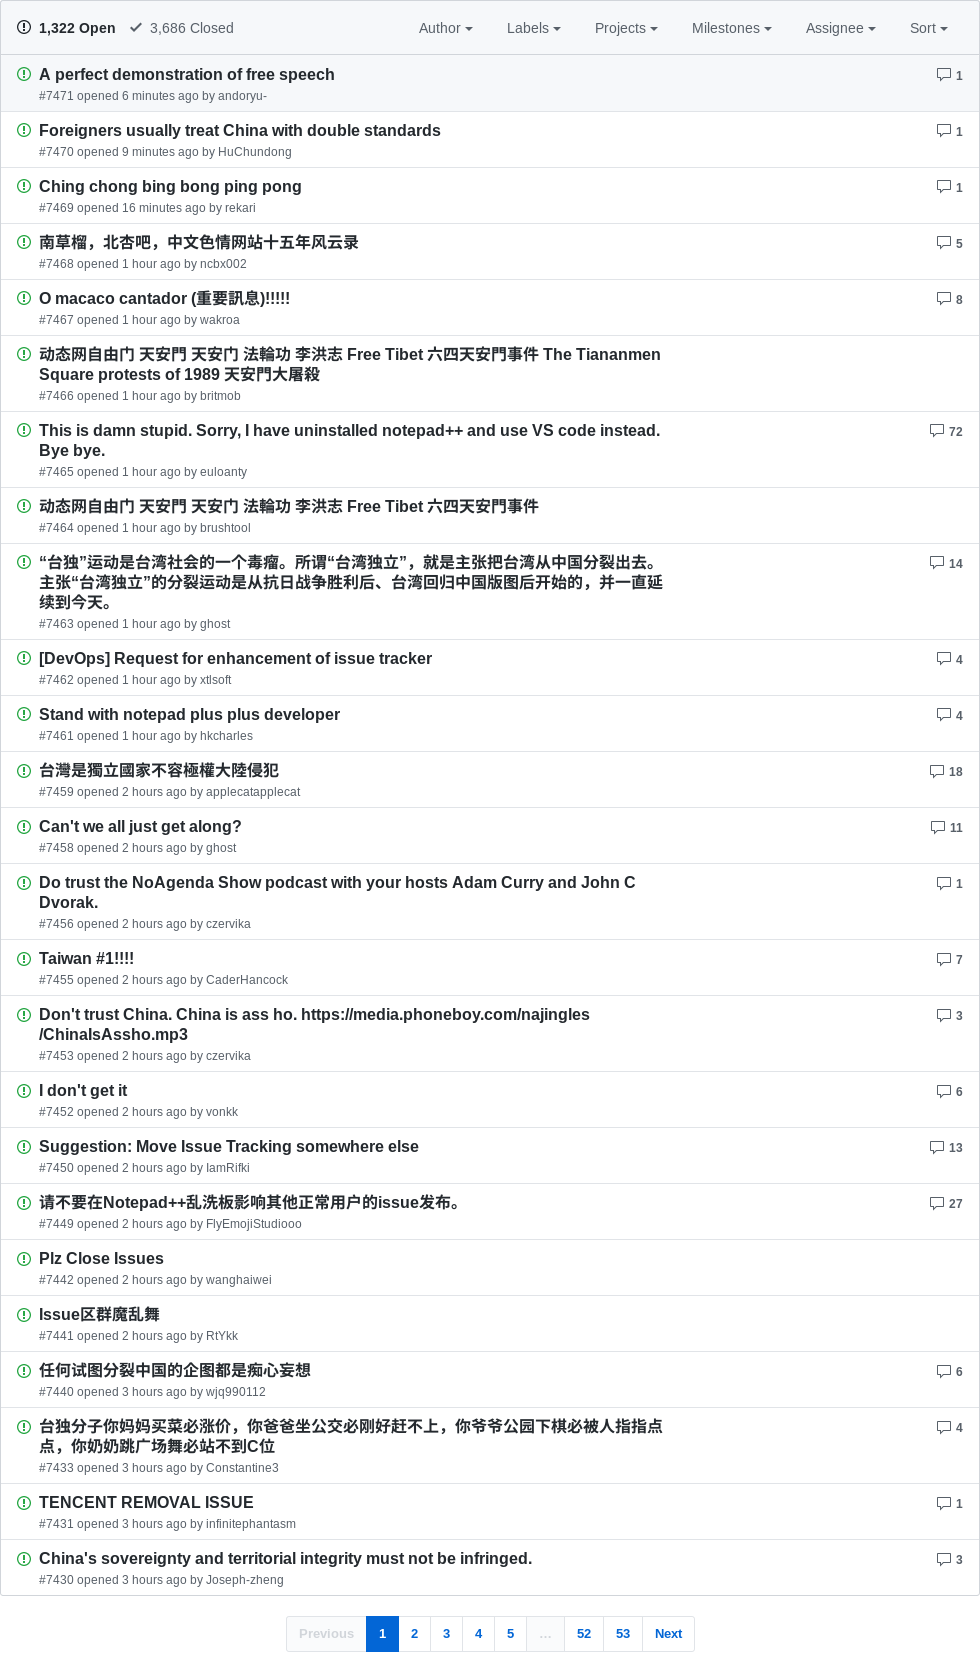 1,322 Open 3,686 Closed Author Labels Projects Milestones Assignee Sort
A perfect demonstration of free speech 1
#7471 opened 6 minutes ago by andoryu-
Foreigners usually treat China with double standards 1
#7470 opened 9 minutes ago by HuChundong
Ching chong bing bong ping pong 1
#7469 opened 16 minutes ago by rekari
南草榴，北杏吧，中文色情网站十五年风云录 5
#7468 opened 1 hour ago by ncbx002
O macaco cantador (重要訊息)!!!!! 8
#7467 opened 1 hour ago by wakroa
动态网自由门 天安門 天安门 法輪功 李洪志 Free Tibet 六四天安門事件 The Tiananmen
Square protests of 1989 天安門大屠殺
#7466 opened 1 hour ago by britmob
This is damn stupid. Sorry, I have uninstalled notepad++ and use VS code instead. 72
Bye bye.
#7465 opened 1 hour ago by euloanty
动态网自由门 天安門 天安门 法輪功 李洪志 Free Tibet 六四天安門事件
#7464 opened 1 hour ago by brushtool
“台独”运动是台湾社会的一个毒瘤。所谓“台湾独立”，就是主张把台湾从中国分裂出去。 14
主张“台湾独立”的分裂运动是从抗日战争胜利后、台湾回归中国版图后开始的，并一直延
续到今天。
#7463 opened 1 hour ago by ghost
[DevOps] Request for enhancement of issue tracker 4
#7462 opened 1 hour ago by xtlsoft
Stand with notepad plus plus developer 4
#7461 opened 1 hour ago by hkcharles
台灣是獨立國家不容極權大陸侵犯 18
#7459 opened 2 hours ago by applecatapplecat
Can't we all just get along? 11
#7458 opened 2 hours ago by ghost
Do trust the NoAgenda Show podcast with your hosts Adam Curry and John C 1
Dvorak.
#7456 opened 2 hours ago by czervika
Taiwan #1!!!! 7
#7455 opened 2 hours ago by CaderHancock
Don't trust China. China is ass ho. https://media.phoneboy.com/najingles 3
/ChinaIsAssho.mp3
#7453 opened 2 hours ago by czervika
I don't get it 6
#7452 opened 2 hours ago by vonkk
Suggestion: Move Issue Tracking somewhere else 13
#7450 opened 2 hours ago by IamRifki
请不要在Notepad++乱洗板影响其他正常用户的issue发布。 27
#7449 opened 2 hours ago by FlyEmojiStudiooo
Plz Close Issues
#7442 opened 2 hours ago by wanghaiwei
Issue区群魔乱舞
#7441 opened 2 hours ago by RtYkk
任何试图分裂中国的企图都是痴心妄想 6
#7440 opened 3 hours ago by wjq990112
台独分子你妈妈买菜必涨价，你爸爸坐公交必刚好赶不上，你爷爷公园下棋必被人指指点 4
点，你奶奶跳广场舞必站不到C位
#7433 opened 3 hours ago by Constantine3
TENCENT REMOVAL ISSUE 1
#7431 opened 3 hours ago by infinitephantasm
China's sovereignty and territorial integrity must not be infringed. 3
#7430 opened 3 hours ago by Joseph-zheng
Previous 1 2 3 4 5 … 52 53 Next